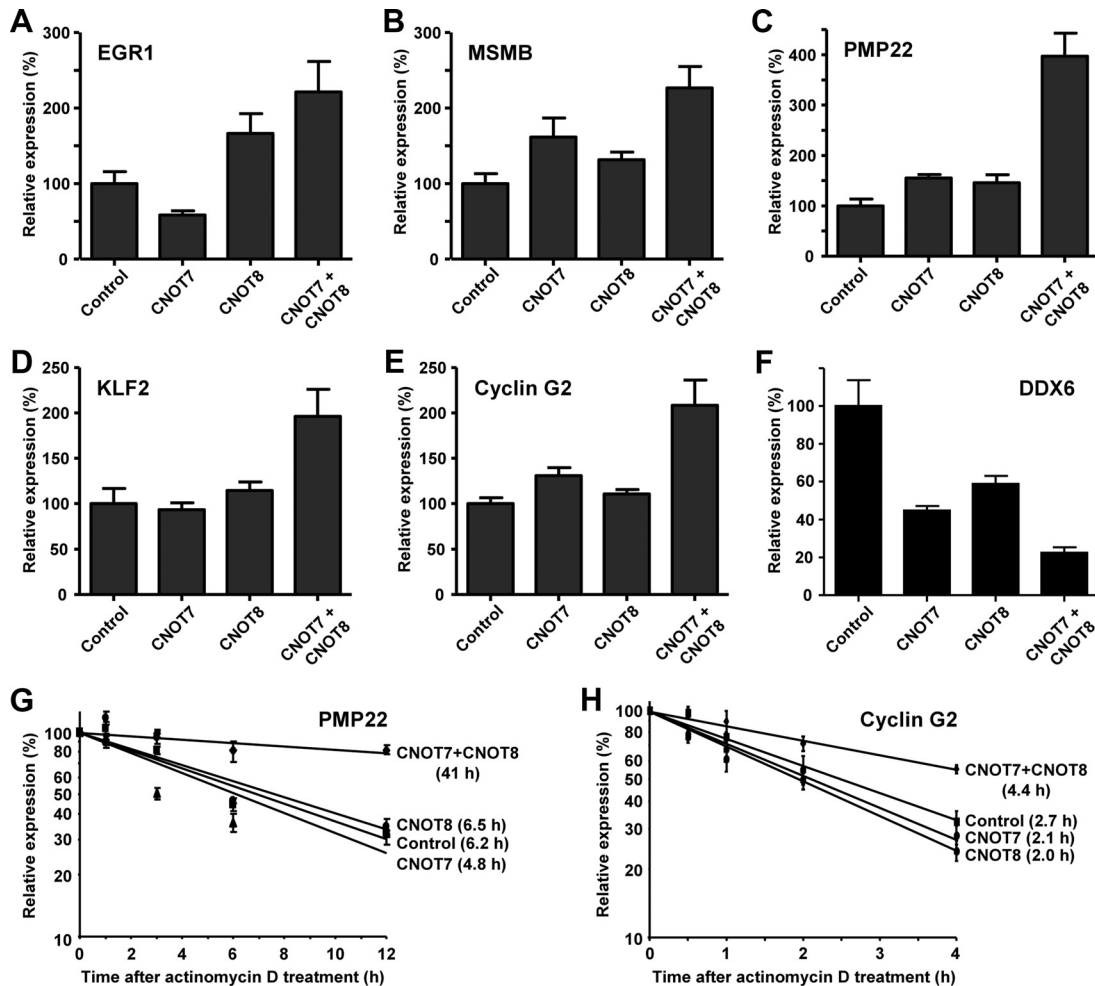 A
EGR1
Relative expression (%)
300
200
100
0
Control
CNOT7
CNOT8
CNOT7 +
CNOT8
B
MSMB
Relative expression (%)
300
200
100
0
Control
CNOT7
CNOT8
CNOT7 +
CNOT8
C
PMP22
Relative expression (%)
400
300
200
150
100
0
Control
CNOT7
CNOT8
CNOT7 +
CNOT8
D
KLF2
Relative expression (%)
250
200
150
100
50
0
Control
CNOT7
CNOT8
CNOT7 +
CNOT8
E
Cyclin G2
Relative expression (%)
250
200
150
100
50
0
Control
CNOT7
CNOT8
CNOT7 +
CNOT8
F
DDX6
Relative expression (%)
100
80
60
40
20
0
Control
CNOT7
CNOT8
CNOT7 +
CNOT8
G
PMP22
Relative expression (%)
100
80
60
50
40
30
20
10
0 2 4 6 8 10 12
Time after actinomycin D treatment (h)
CNOT7+CNOT8
(41 h)
CNOT8 (6.5 h)
Control (6.2 h)
CNOT7 (4.8 h)
H
Cyclin G2
Relative expression (%)
100
80
60
50
40
30
20
10
0 1 2 3 4
Time after actinomycin D treatment (h)
CNOT7+CNOT8
(4.4 h)
Control (2.7 h)
CNOT7 (2.1 h)
CNOT8 (2.0 h)